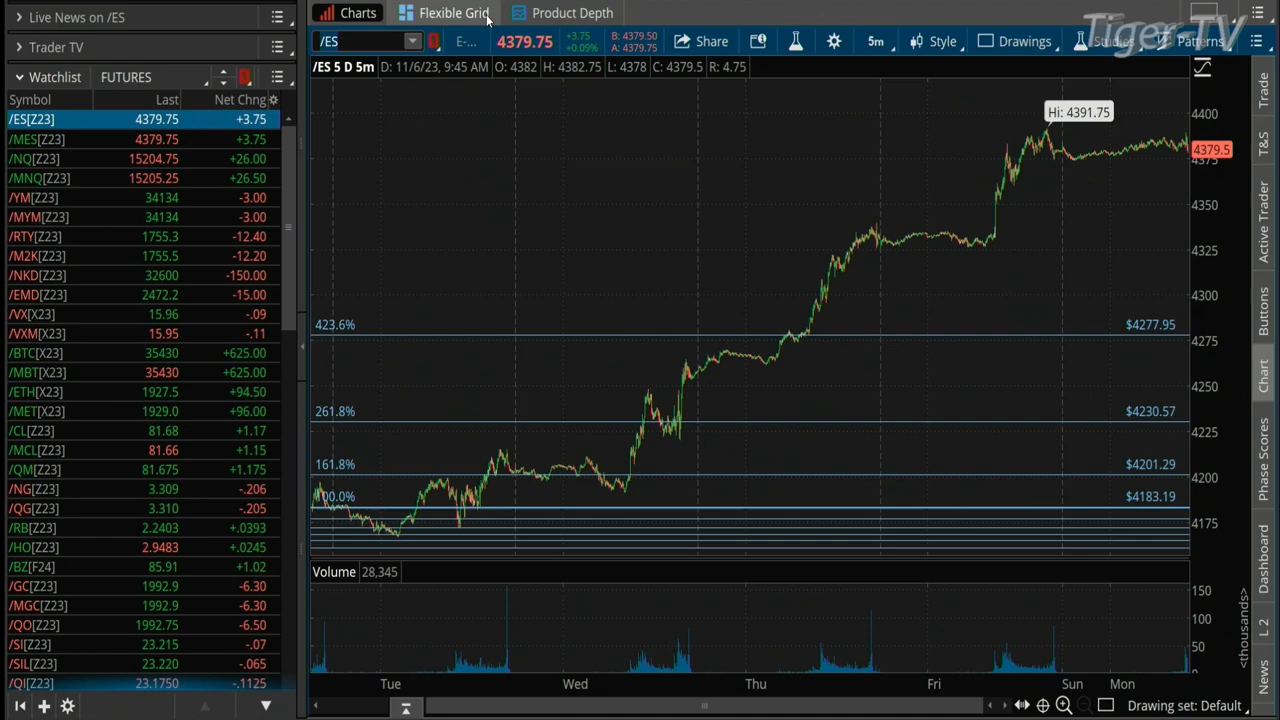 Live News on /ES
Trader TV
Watchlist FUTURES
Symbol Last Net Chng
/ES[Z23] 4379.75 +3.75
/MES[Z23] 4379.75 +3.75
/NQ[Z23] 15204.75 +26.00
/MNQ[Z23] 15205.25 +26.50
/YM[Z23] 34134 -3.00
/MYM[Z23] 34134 -3.00
/RTY[Z23] 1755.3 -12.40
/M2K[Z23] 1755.5 -12.20
/NKD[Z23] 32600 -150.00
/EMD[Z23] 2472.2 -15.00
/VX[X23] 15.96 -.09
/VXM[X23] 15.95 -.11
/BTC[X23] 35430 +625.00
/MBT[X23] 35430 +625.00
/ETH[X23] 1927.5 +94.50
/MET[X23] 1929.0 +96.00
/CL[Z23] 81.68 +1.17
/MCL[Z23] 81.66 +1.15
/QM[Z23] 81.675 +1.175
/NG[Z23] 3.309 -.206
/QG[Z23] 3.310 -.205
/RB[Z23] 2.2403 +.0393
/HO[Z23] 2.9483 +.0245
/BZ[F24] 85.91 +1.02
/GC[Z23] 1992.9 -6.30
/MGC[Z23] 1992.9 -6.30
/QO[Z23] 1992.75 -6.50
/SI[Z23] 23.215 -.07
/SIL[Z23] 23.220 -.065
/QI[Z23] 23.1750 -.1125
Charts Flexible Grid Product Depth
Tiger-TV
/ES E-... 4379.75 +3.75 +0.09% B: 4379.50 A: 4379.75 Share 5m Style Drawings Studies Patterns
/ES 5 D 5m D: 11/6/23, 9:45 AM O: 4382 H: 4382.75 L: 4378 C: 4379.5 R: 4.75
Hi: 4391.75
4400
4379.5
4375
4350
4325
4300
423.6% $4277.95
4275
4250
261.8% $4230.57
4225
161.8% $4201.29
4200
00.0% $4183.19
4175
Volume 28,345
150
100
50
0
<thousands>
Tue Wed Thu Fri Sun Mon
Drawing set: Default
Trade
T&S
Active Trader
Buttons
Chart
Phase Scores
Dashboard
L 2
News